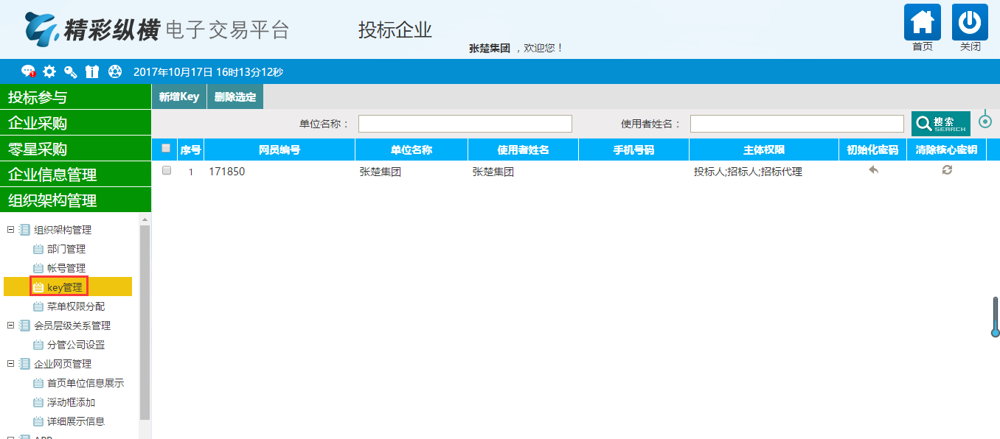 精彩纵横 电子交易平台
投标企业
张楚集团 ，欢迎您！
首页
关闭
2017年10月17日 16时13分12秒
投标参与
企业采购
零星采购
企业信息管理
组织架构管理
组织架构管理
部门管理
帐号管理
key管理
菜单权限分配
会员层级关系管理
分管公司设置
企业网页管理
首页单位信息展示
浮动框添加
详细展示信息
APP
新增Key 删除选定
单位名称： 使用者姓名： 搜索 SEARCH
序号 网员编号 单位名称 使用者姓名 手机号码 主体权限 初始化密码 清除核心密钥
1 171850 张楚集团 张楚集团 投标人;招标人;招标代理